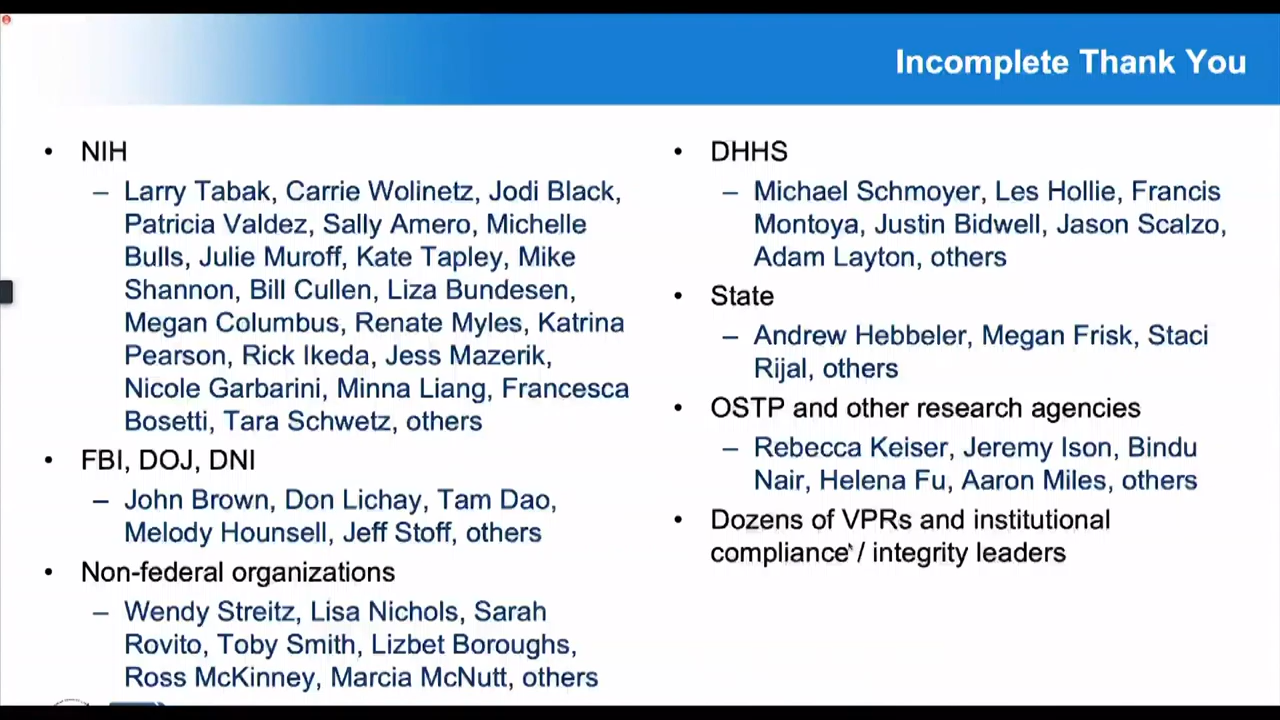 Incomplete Thank You
• NIH
– Larry Tabak, Carrie Wolinetz, Jodi Black,
Patricia Valdez, Sally Amero, Michelle
Bulls, Julie Muroff, Kate Tapley, Mike
Shannon, Bill Cullen, Liza Bundesen,
Megan Columbus, Renate Myles, Katrina
Pearson, Rick Ikeda, Jess Mazerik,
Nicole Garbarini, Minna Liang, Francesca
Bosetti, Tara Schwetz, others
• FBI, DOJ, DNI
– John Brown, Don Lichay, Tam Dao,
Melody Hounsell, Jeff Stoff, others
• Non-federal organizations
– Wendy Streitz, Lisa Nichols, Sarah
Rovito, Toby Smith, Lizbet Boroughs,
Ross McKinney, Marcia McNutt, others
• DHHS
– Michael Schmoyer, Les Hollie, Francis
Montoya, Justin Bidwell, Jason Scalzo,
Adam Layton, others
• State
– Andrew Hebbeler, Megan Frisk, Staci
Rijal, others
• OSTP and other research agencies
– Rebecca Keiser, Jeremy Ison, Bindu
Nair, Helena Fu, Aaron Miles, others
• Dozens of VPRs and institutional
compliance / integrity leaders